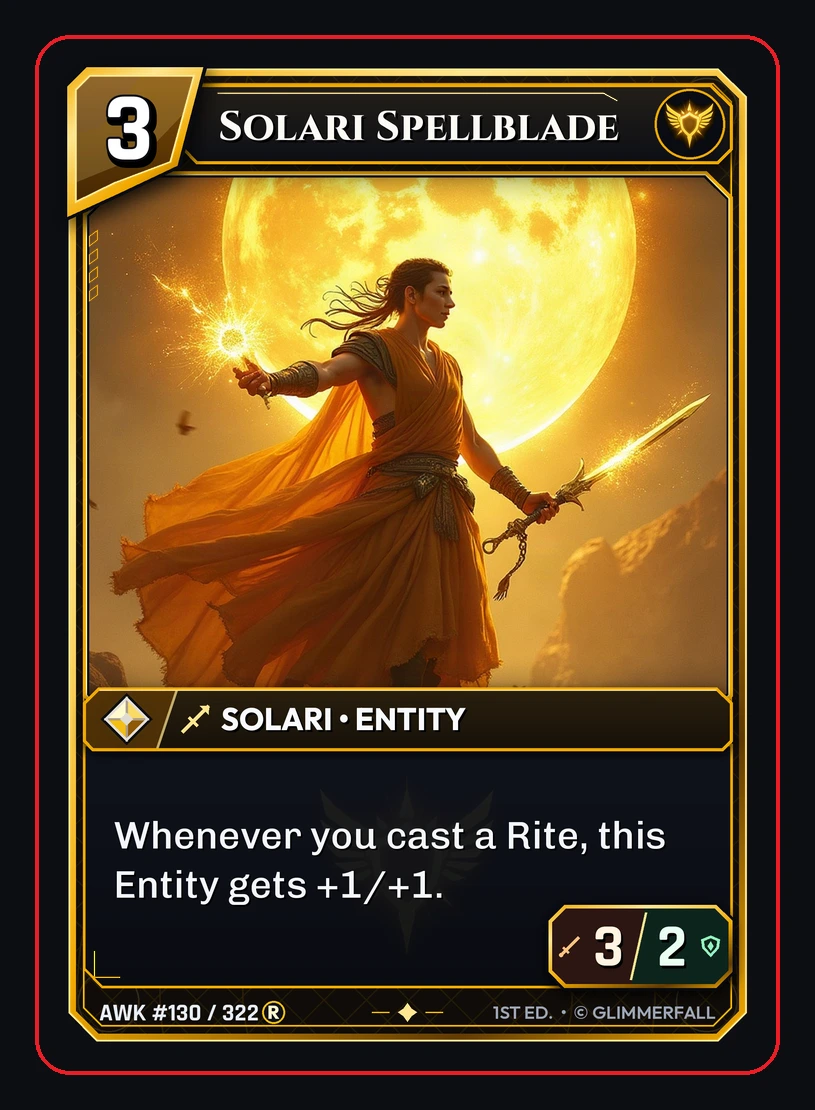 3
Solari Spellblade
SOLARI • ENTITY
Whenever you cast a Rite, this
Entity gets +1/+1.
3 / 2
AWK #130 / 322 R
1ST ED. • © GLIMMERFALL